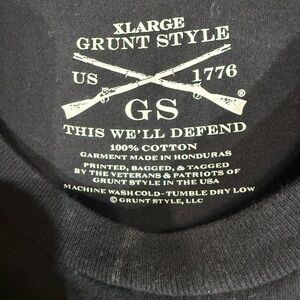 XLARGE
GRUNT STYLE
US 1776
GS ®
THIS WE'LL DEFEND
100% COTTON
GARMENT MADE IN HONDURAS
PRINTED, BAGGED, & TAGGED
BY THE VETERANS & PATRIOTS OF
GRUNT STYLE IN THE USA
MACHINE WASH COLD - TUMBLE DRY LOW
© GRUNT STYLE, LLC